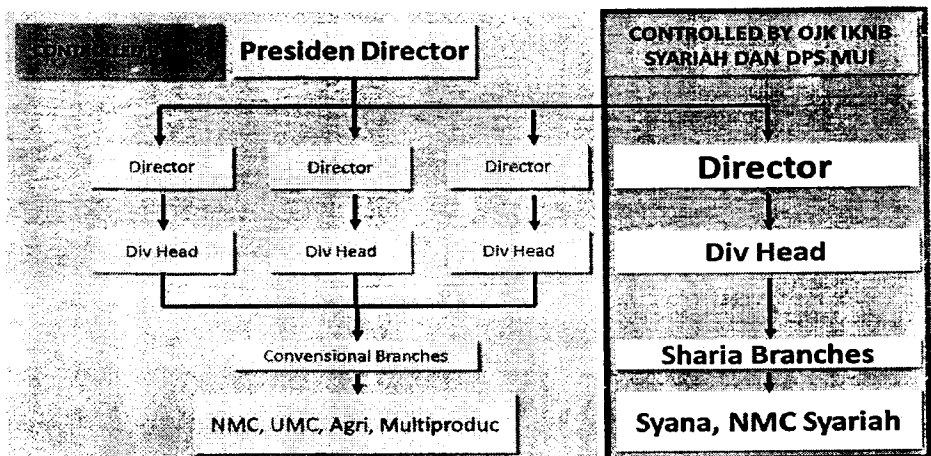 CONTROLLED
Presiden Director
CONTROLLED BY OJK IKNB
SYARIAH DAN DPS MUI
Director
Director
Director
Director
Div Head
Div Head
Div Head
Div Head
Convensional Branches
Sharia Branches
NMC, UMC, Agri, Multiproduc
Syana, NMC Syariah